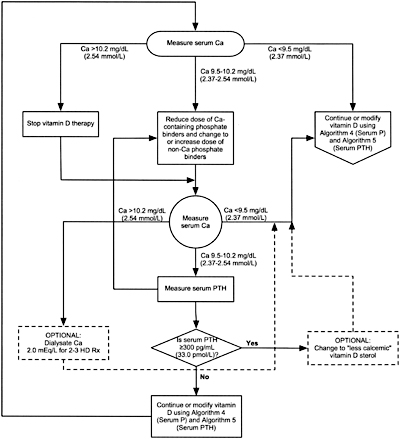 Measure serum Ca
Ca >10.2 mg/dL
(2.54 mmol/L)
Ca <9.5 mg/dL
(2.37 mmol/L)
Ca 9.5-10.2 mg/dL
(2.37-2.54 mmol/L)
Stop vitamin D therapy
Reduce dose of Ca-
containing phosphate
binders and change to
or increase dose of
non-Ca phosphate
binders
Continue or modify
vitamin D using
Algorithm 4 (Serum P)
and Algorithm 5
(Serum PTH)
Ca >10.2 mg/dL
(2.54 mmol/L)
Measure
serum Ca
Ca <9.5 mg/dL
(2.37 mmol/L)
Ca 9.5-10.2 mg/dL
(2.37-2.54 mmol/L)
Measure serum PTH
OPTIONAL:
Dialysate Ca
2.0 mEq/L for 2-3 HD Rx
Is serum PTH
≥300 pg/mL
(33.0 pmol/L)?
Yes
OPTIONAL:
Change to "less calcemic"
vitamin D sterol
No
Continue or modify vitamin
D using Algorithm 4
(Serum P) and Algorithm 5
(Serum PTH)